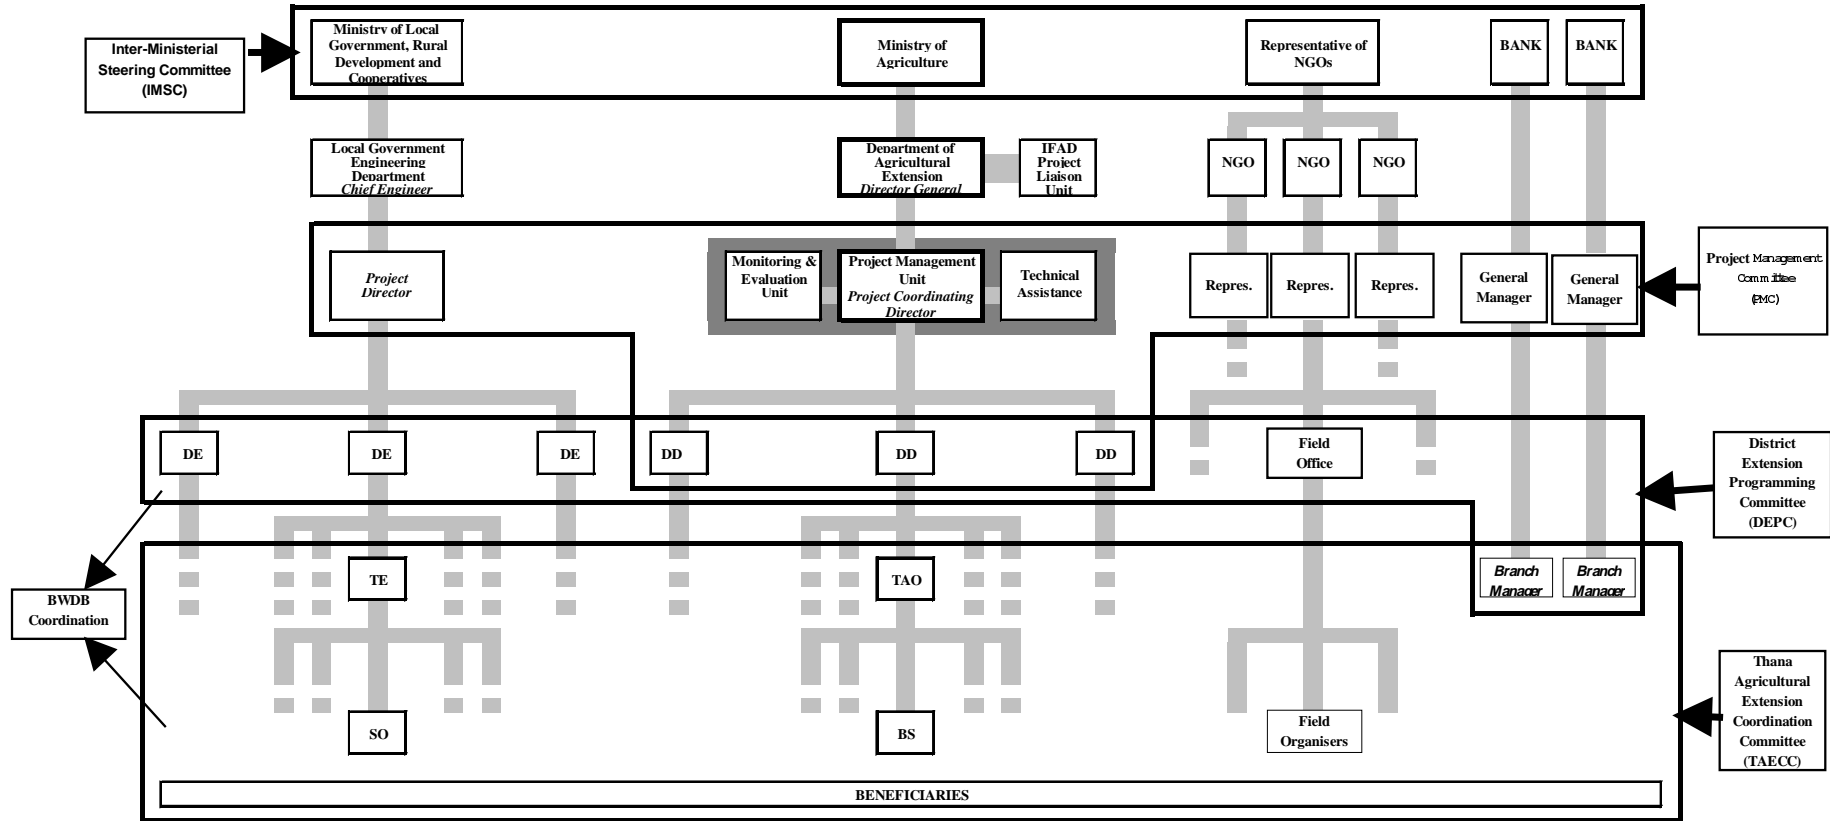 Inter-Ministerial
Steering Committee
(IMSC)
Ministry of Local
Government, Rural
Development and
Cooperatives
Ministry of
Agriculture
Representative of
NGOs
BANK
BANK
Local Government
Engineering
Department
Chief Engineer
Department of
Agricultural
Extension
Director General
IFAD
Project
Liaison
Unit
NGO
NGO
NGO
Project
Director
Monitoring &
Evaluation
Unit
Project Management
Unit
Project Coordinating
Director
Technical
Assistance
Repres.
Repres.
Repres.
General
Manager
General
Manager
Project Management
Committee
(PMC)
DE
DE
DE
DD
DD
DD
Field
Office
District
Extension
Programming
Committee
(DEPC)
TE
TAO
Branch
Manager
Branch
Manager
BWDB
Coordination
SO
BS
Field
Organisers
Thana
Agricultural
Extension
Coordination
Committee
(TAECC)
BENEFICIARIES